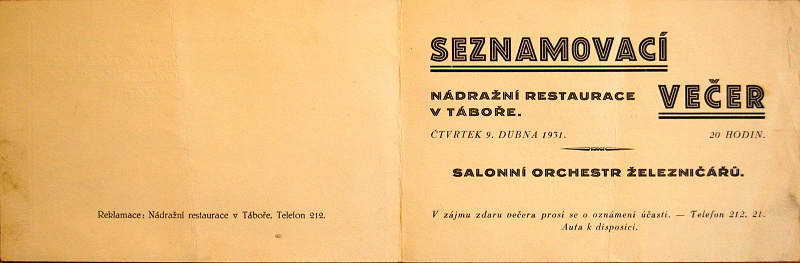 Reklamace: Nádražní restaurace v Táboře. Telefon 212.
SEZNAMOVACÍ
VEČER
NÁDRAŽNÍ RESTAURACE
V TÁBOŘE.
ČTVRTEK 9. DUBNA 1931.
20 HODIN.
SALONNÍ ORCHESTR ŽELEZNIČÁŘŮ.
V zájmu zdaru večera prosí se o oznámení účasti. — Telefon 212. 21.
Auta k disposici.